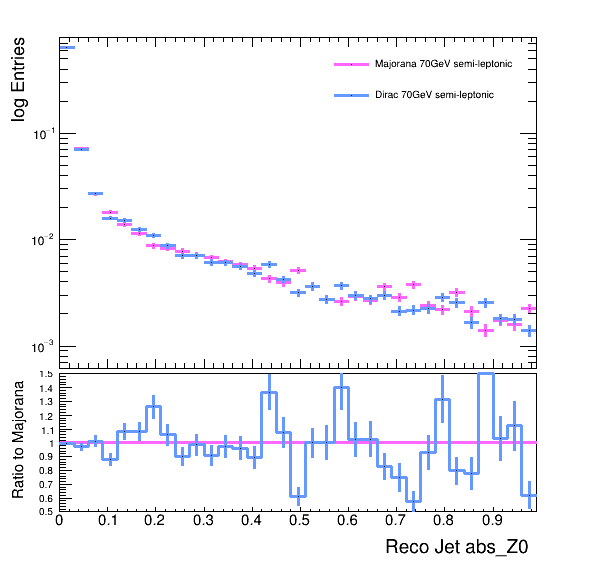 log Entries
Majorana 70GeV semi-leptonic
Dirac 70GeV semi-leptonic
10⁻¹
10⁻²
10⁻³
Ratio to Majorana
1.5
1.4
1.3
1.2
1.1
1
0.9
0.8
0.7
0.6
0.5
0 0.1 0.2 0.3 0.4 0.5 0.6 0.7 0.8 0.9
Reco Jet abs_Z0